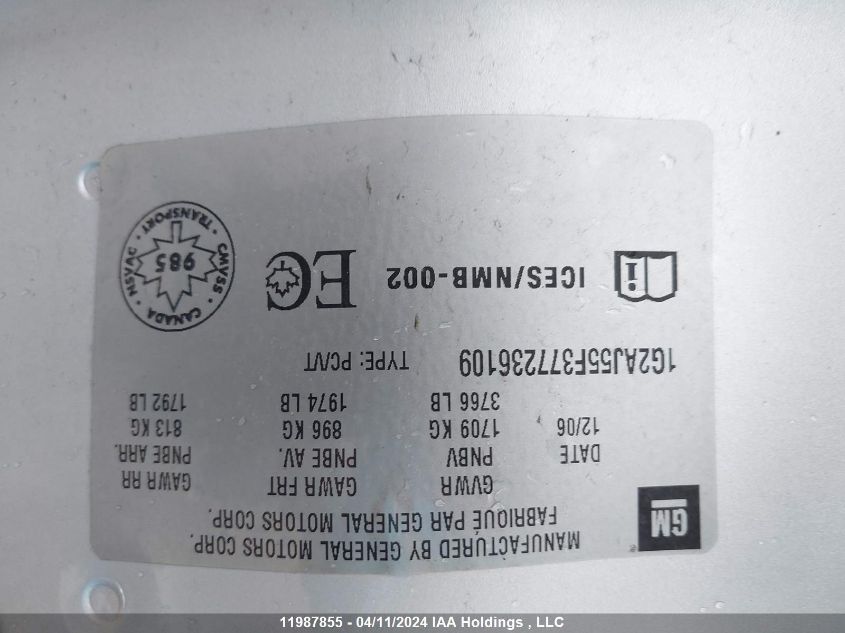 GM
MANUFACTURED BY GENERAL MOTORS CORP.
FABRIQUÉ PAR GENERAL MOTORS CORP.
DATE GVWR GAWR FRT GAWR RR
PNBV PNBE AV. PNBE ARR.
12/06 1709 KG 896 KG 813 KG
3766 LB 1974 LB 1792 LB
1G2AJ55F377236109 TYPE: PC/VT
ICES/NMB-002 EC
CANADA · NSVAC · TRANSPORT · CMVSS ·
985
11987855 - 04/11/2024 IAA Holdings , LLC